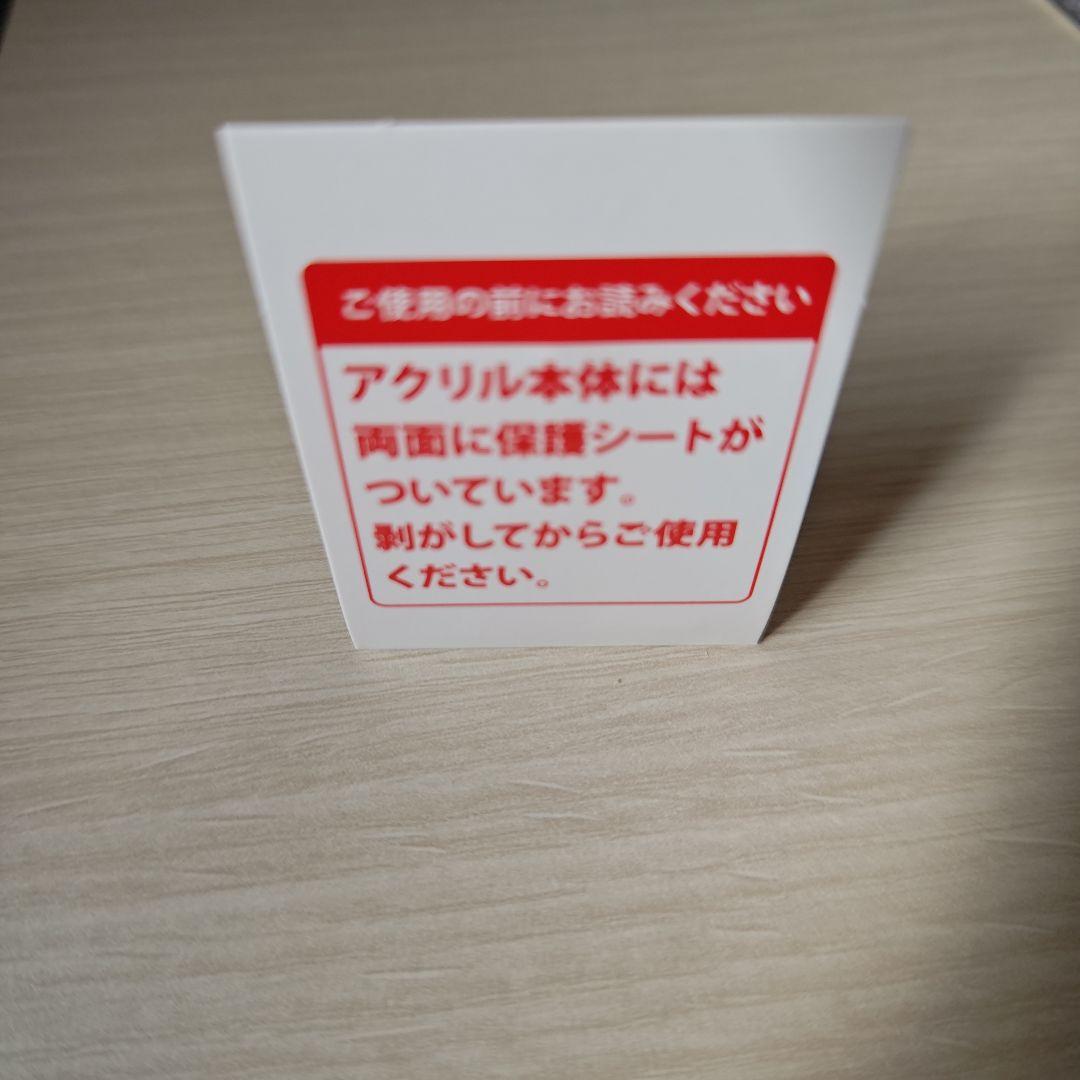 ご使用の前にお読みください
アクリル本体には
両面に保護シートが
ついています。
剥がしてからご使用
ください。